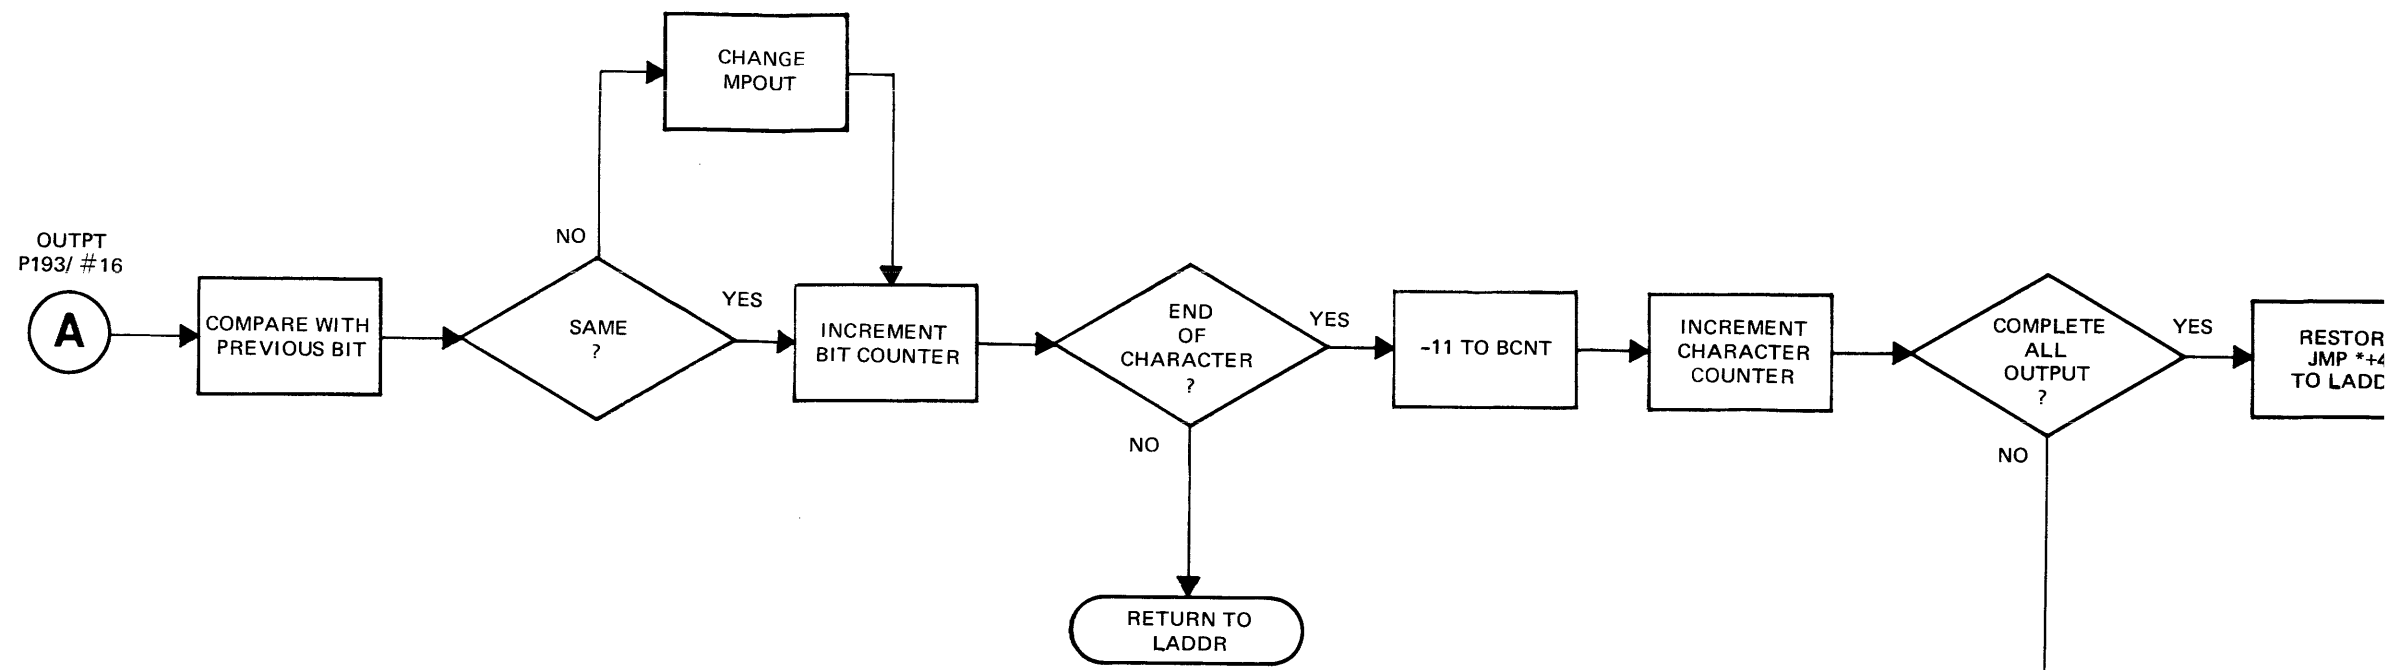 CHANGE
MPOUT
OUTPT
P193/ #16
A
COMPARE WITH
PREVIOUS BIT
NO
SAME
?
YES
INCREMENT
BIT COUNTER
END
OF
CHARACTER
?
YES
NO
RETURN TO
LADDR
-11 TO BCNT
INCREMENT
CHARACTER
COUNTER
COMPLETE
ALL
OUTPUT
?
YES
NO
RESTOR
JMP *+4
TO LADD